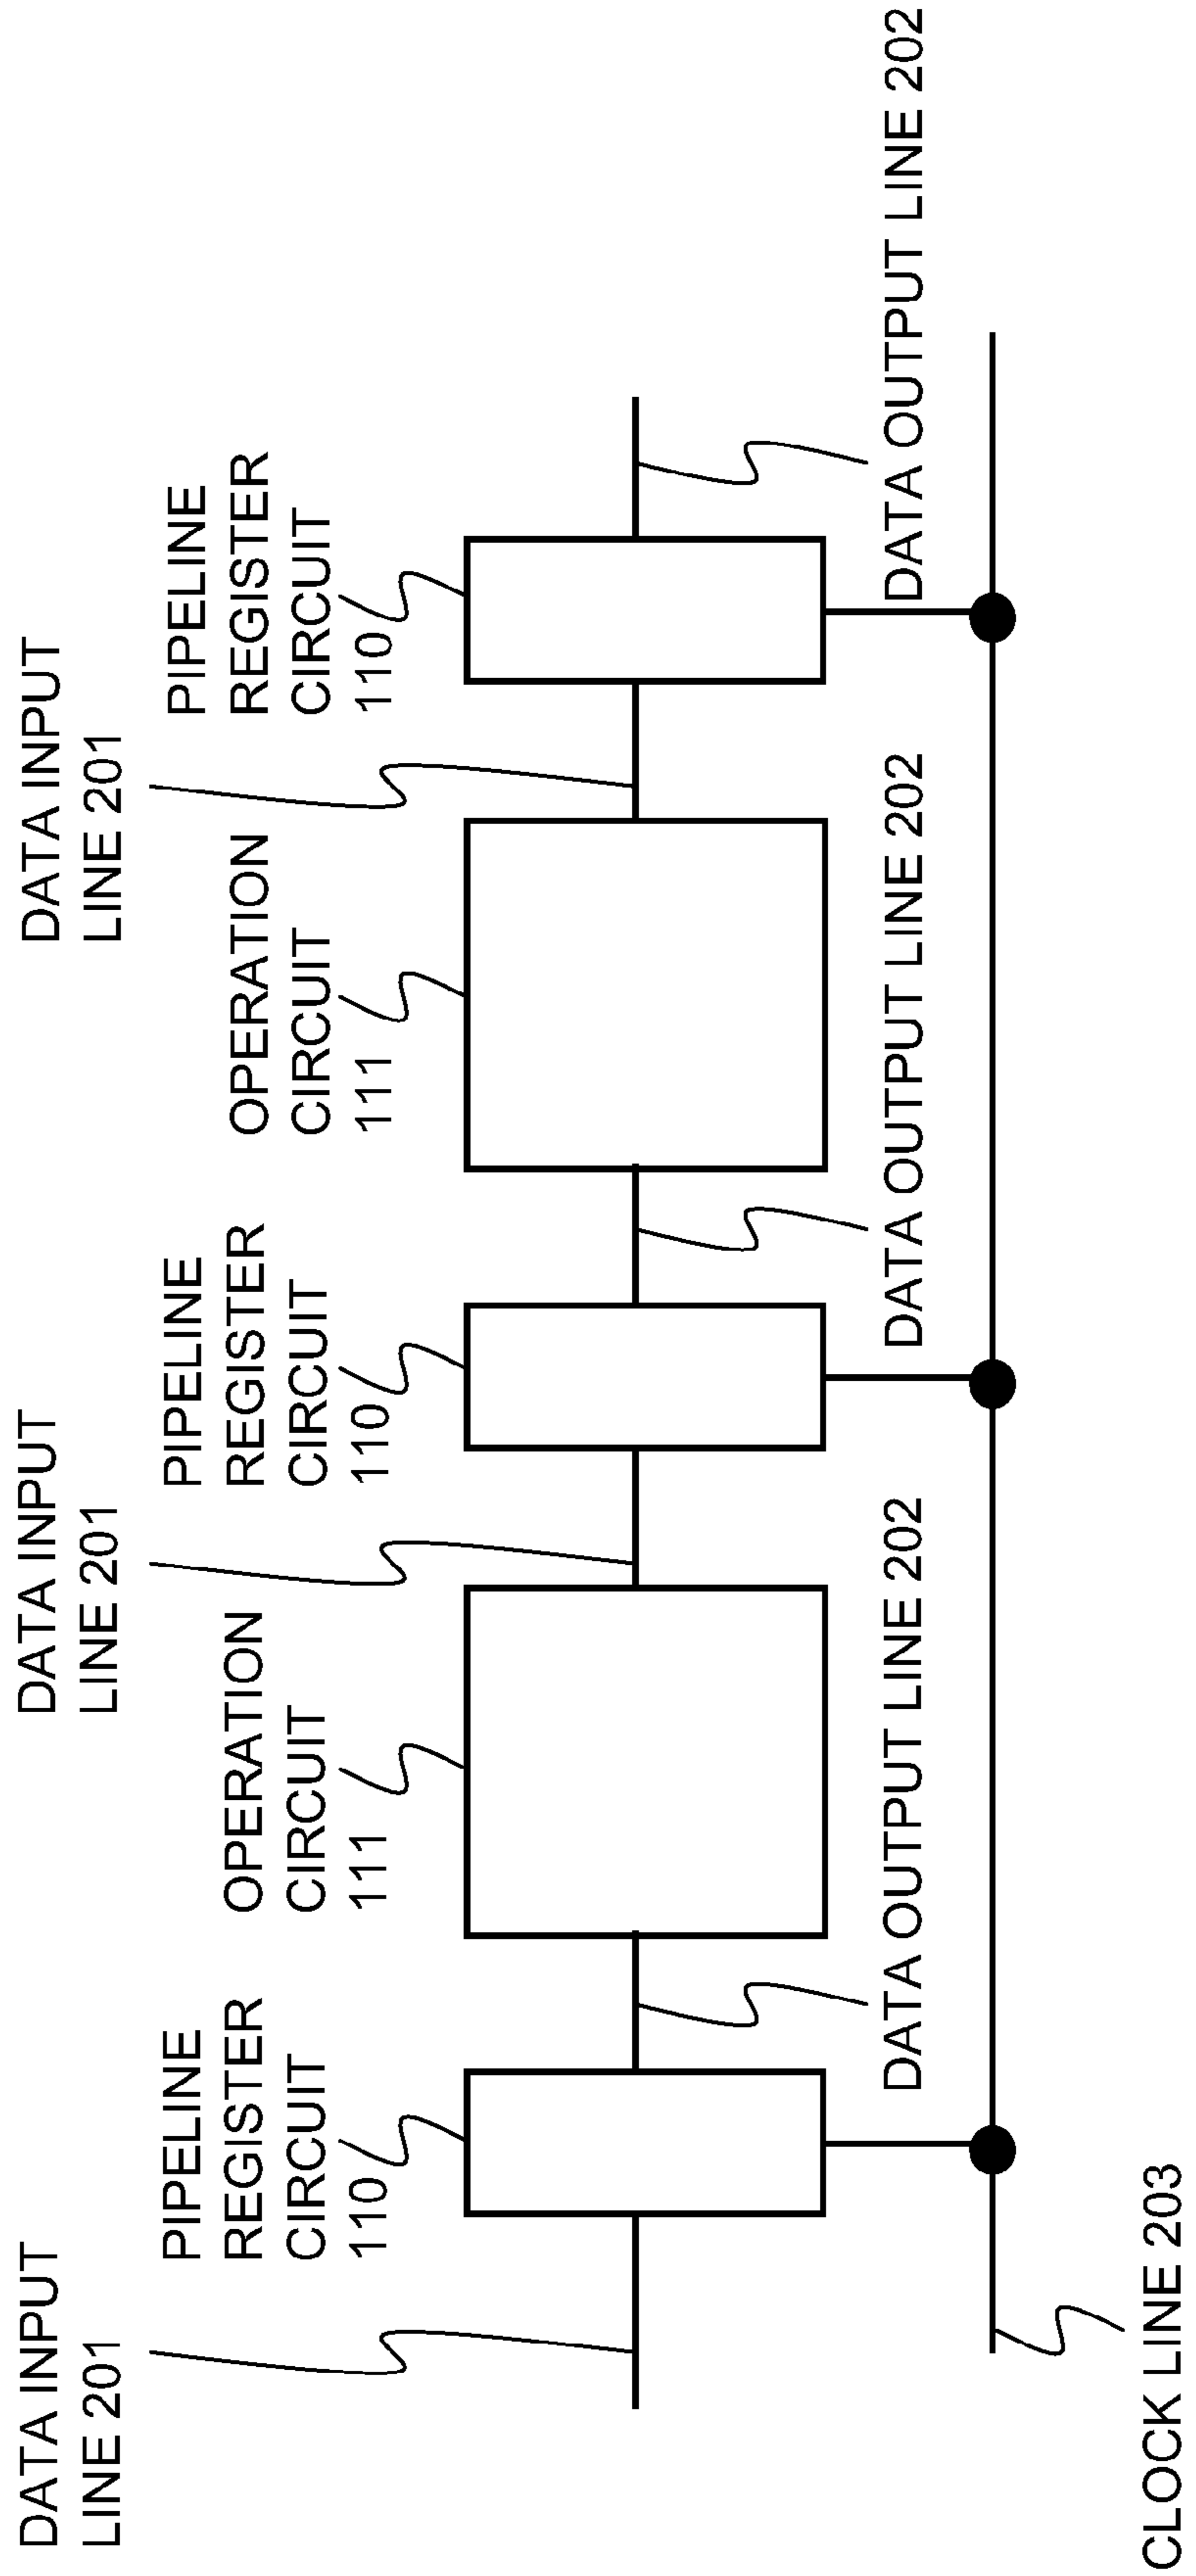 DATA INPUT
LINE 201
DATA INPUT
LINE 201
DATA INPUT
LINE 201
PIPELINE
REGISTER
CIRCUIT
110
OPERATION
CIRCUIT
111
PIPELINE
REGISTER
CIRCUIT
110
OPERATION
CIRCUIT
111
PIPELINE
REGISTER
CIRCUIT
110
DATA OUTPUT LINE 202
DATA OUTPUT LINE 202
DATA OUTPUT LINE 202
CLOCK LINE 203